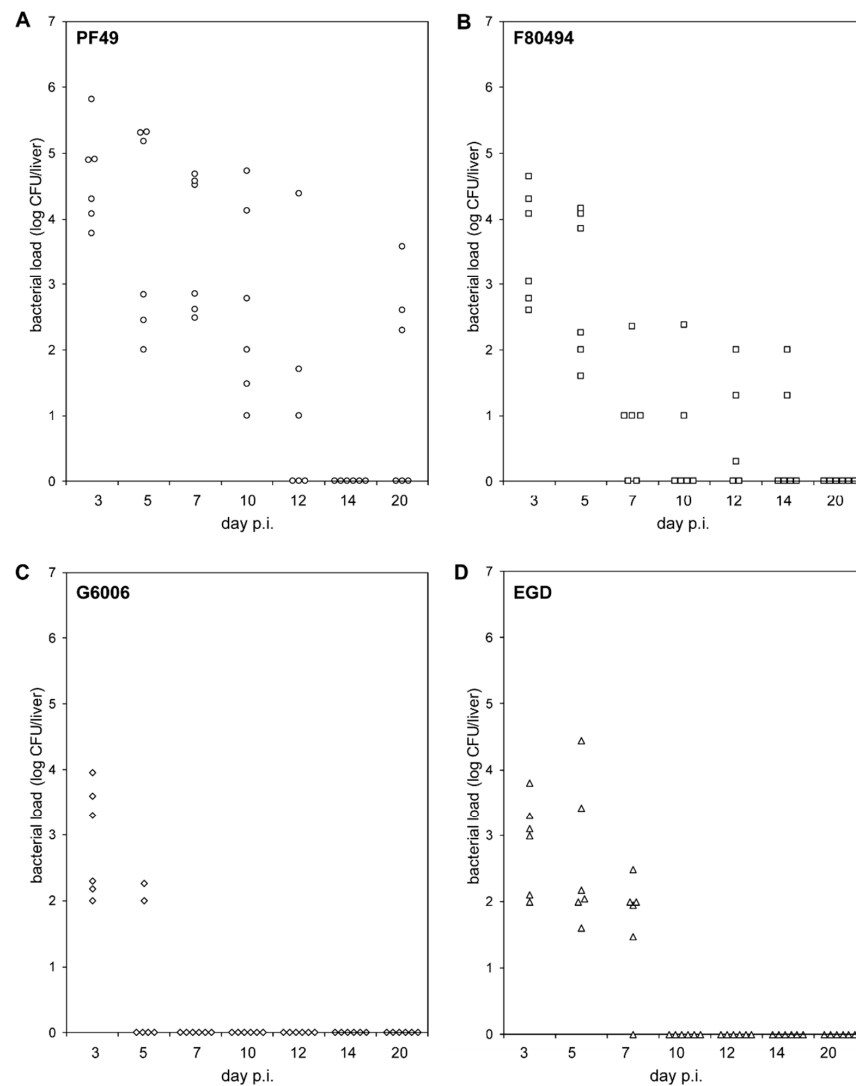 A
PF49
bacterial load (log CFU/liver)
7
6
5
4
3
2
1
0
3 5 7 10 12 14 20
day p.i.
B
F80494
bacterial load (og CFU/liver)
7
6
5
4
3
2
1
0
3 5 7 10 12 14 20
day p.i.
C
G6006
bacterial load (log CFU/liver)
7
6
5
4
3
2
1
0
3 5 7 10 12 14 20
day p.i.
D
EGD
bacterial load (log CFU/liver)
7
6
5
4
3
2
1
0
3 5 7 10 12 14 20
day p.i.